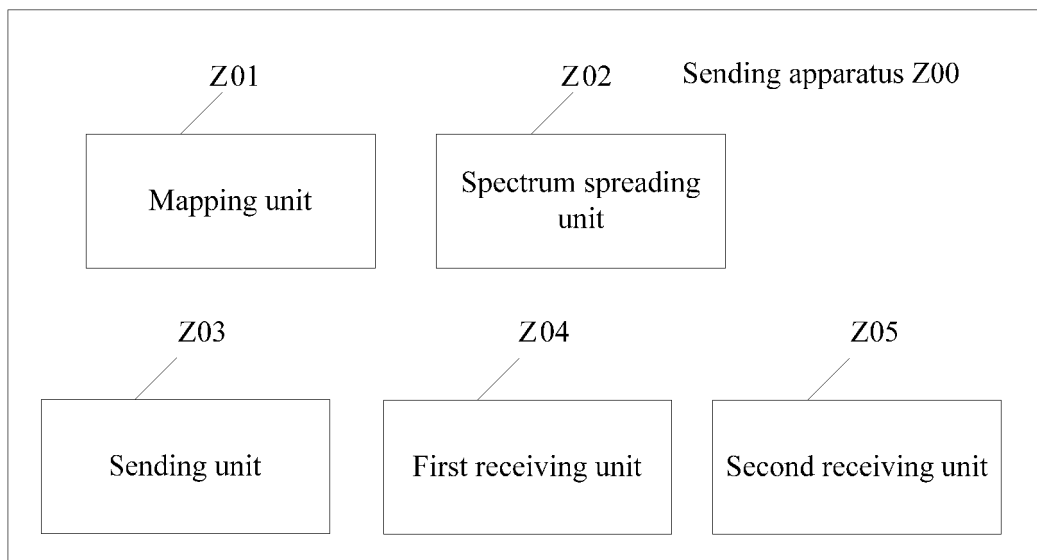 Z01
Z02
Sending apparatus Z00
Mapping unit
Spectrum spreading
unit
Z03
Z04
Z05
Sending unit
First receiving unit
Second receiving unit